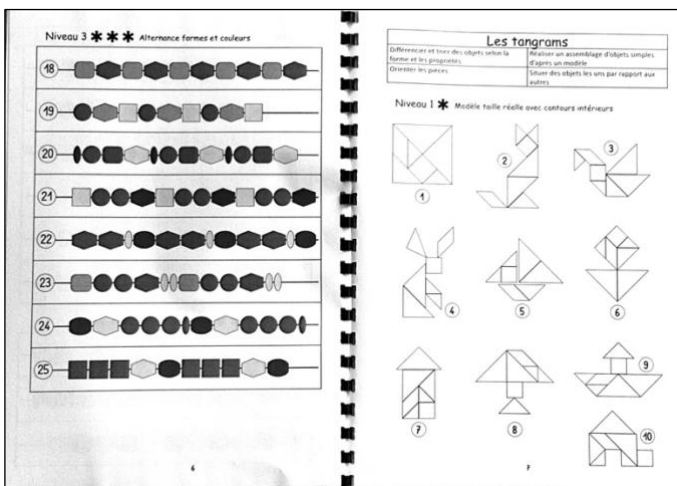 Niveau 3 ✱ ✱ ✱ Alternance formes et couleurs
18
19
20
21
22
23
24
25
6
Les tangrams
Différencier et trier des objets selon la forme et les propriétés
Réaliser un assemblage d'objets simples d'après un modèle
Orienter les pièces
Situer des objets les uns par rapport aux autres
Niveau 1 ✱ Modèle taille réelle avec contours intérieurs
1
2
3
4
5
6
7
8
9
10
7